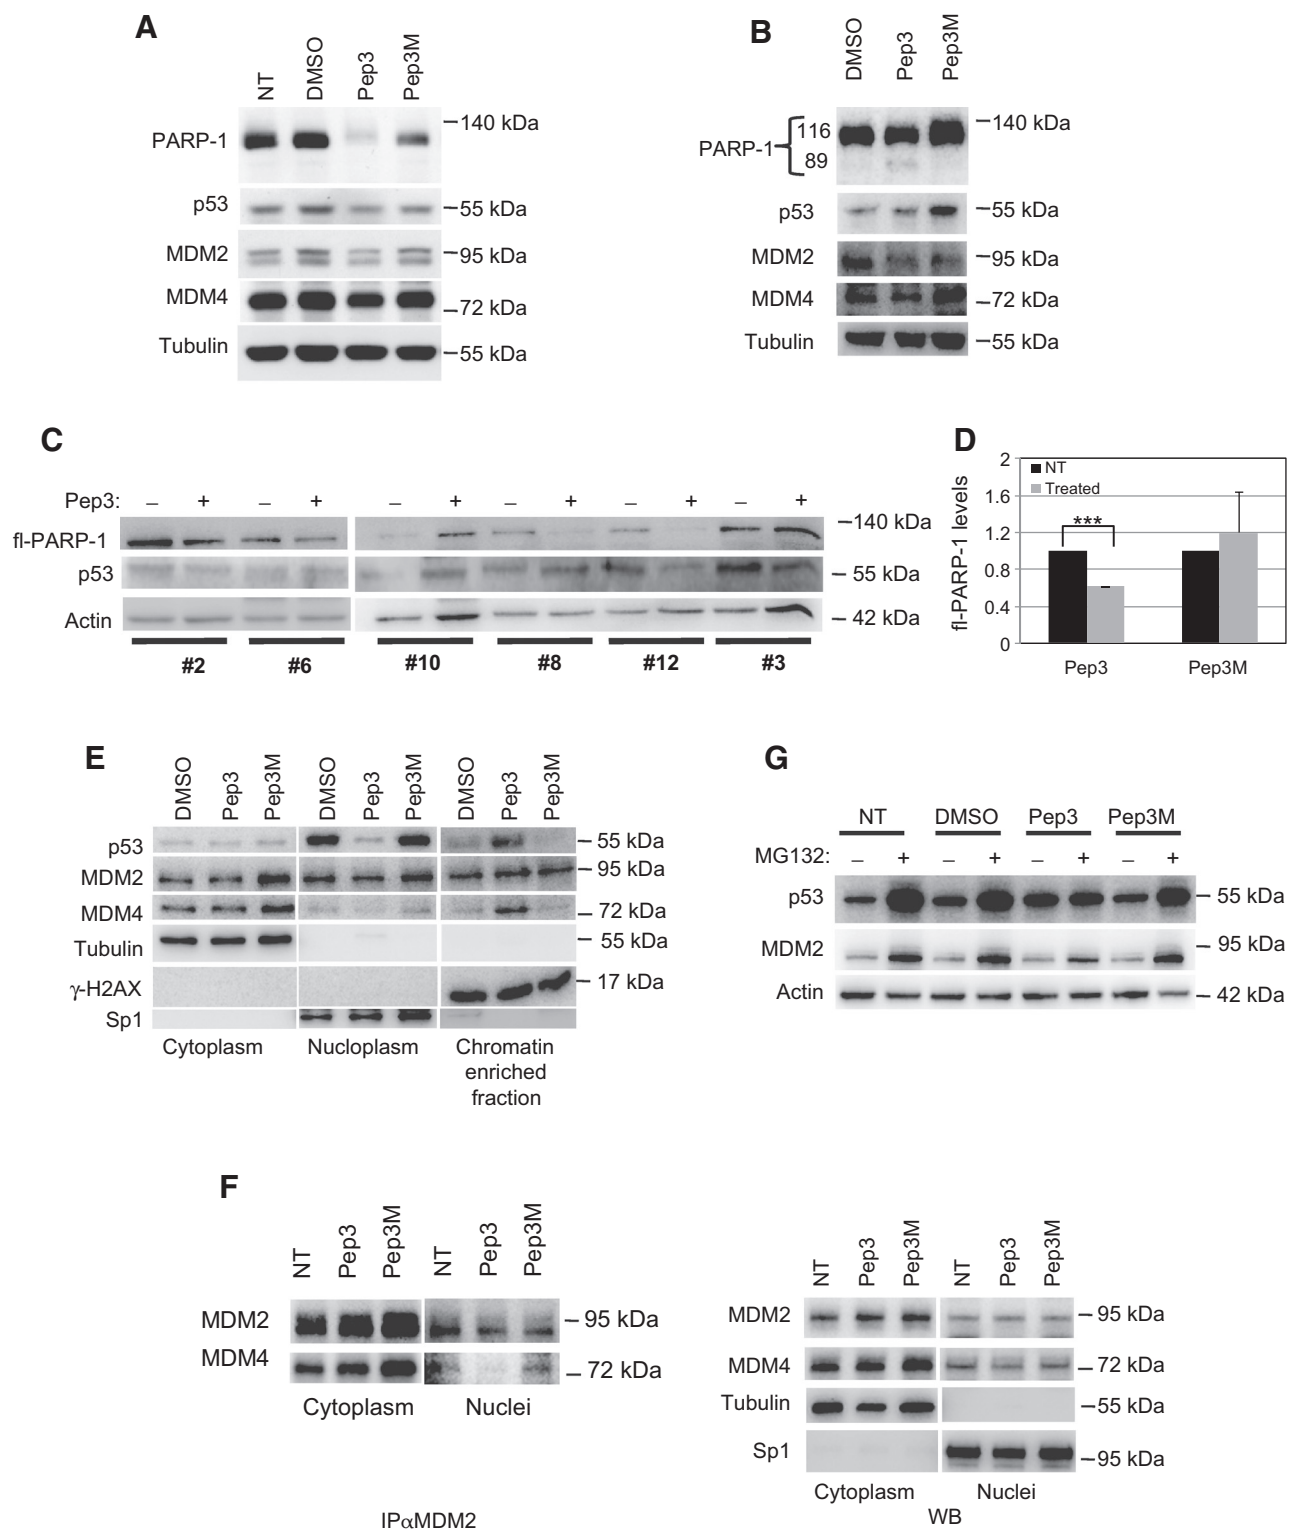 A
NT DMSO Pep3 Pep3M
PARP-1 140 kDa
p53 55 kDa
MDM2 95 kDa
MDM4 72 kDa
Tubulin 55 kDa
B
DMSO Pep3 Pep3M
PARP-1 116 89 140 kDa
p53 55 kDa
MDM2 95 kDa
MDM4 72 kDa
Tubulin 55 kDa
C
Pep3: – + – + – + – + – + – +
fl-PARP-1 140 kDa
p53 55 kDa
Actin 42 kDa
#2 #6 #10 #8 #12 #3
D
fl-PARP-1 levels
2
1.6
1.2
0.8
0.4
0
NT
Treated
***
Pep3 Pep3M
E
DMSO Pep3 Pep3M DMSO Pep3 Pep3M DMSO Pep3 Pep3M
p53 55 kDa
MDM2 95 kDa
MDM4 72 kDa
Tubulin 55 kDa
γ-H2AX 17 kDa
Sp1
Cytoplasm Nucloplasm Chromatin
enriched
fraction
G
NT DMSO Pep3 Pep3M
MG132: – + – + – + – +
p53 55 kDa
MDM2 95 kDa
Actin 42 kDa
F
NT Pep3 Pep3M NT Pep3 Pep3M
MDM2 95 kDa
MDM4 72 kDa
Cytoplasm Nuclei
IPαMDM2
NT Pep3 Pep3M NT Pep3 Pep3M
MDM2 95 kDa
MDM4 72 kDa
Tubulin 55 kDa
Sp1 95 kDa
Cytoplasm Nuclei
WB